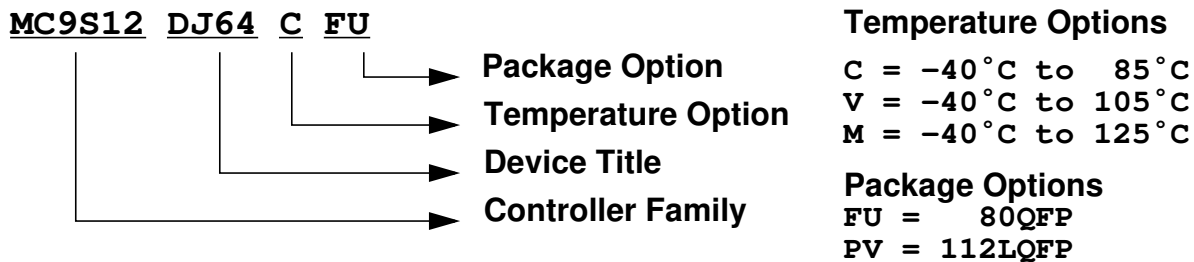 MC9S12 DJ64 C FU
Package Option
Temperature Option
Device Title
Controller Family
Temperature Options
C = –40˚C to 85˚C
V = –40˚C to 105˚C
M = –40˚C to 125˚C
Package Options
FU = 80QFP
PV = 112LQFP